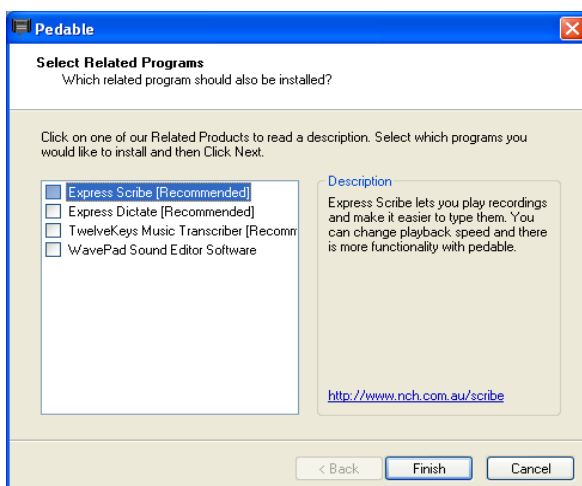 Pedable
Select Related Programs
Which related program should also be installed?
Click on one of our Related Products to read a description. Select which programs you
would like to install and then Click Next.
Express Scribe [Recommended]
Express Dictate [Recommended]
TwelveKeys Music Transcriber [Recomm
WavePad Sound Editor Software
Description
Express Scribe lets you play recordings
and make it easier to type them. You
can change playback speed and there
is more functionality with pedable.
http://www.nch.com.au/scribe
< Back
Finish
Cancel